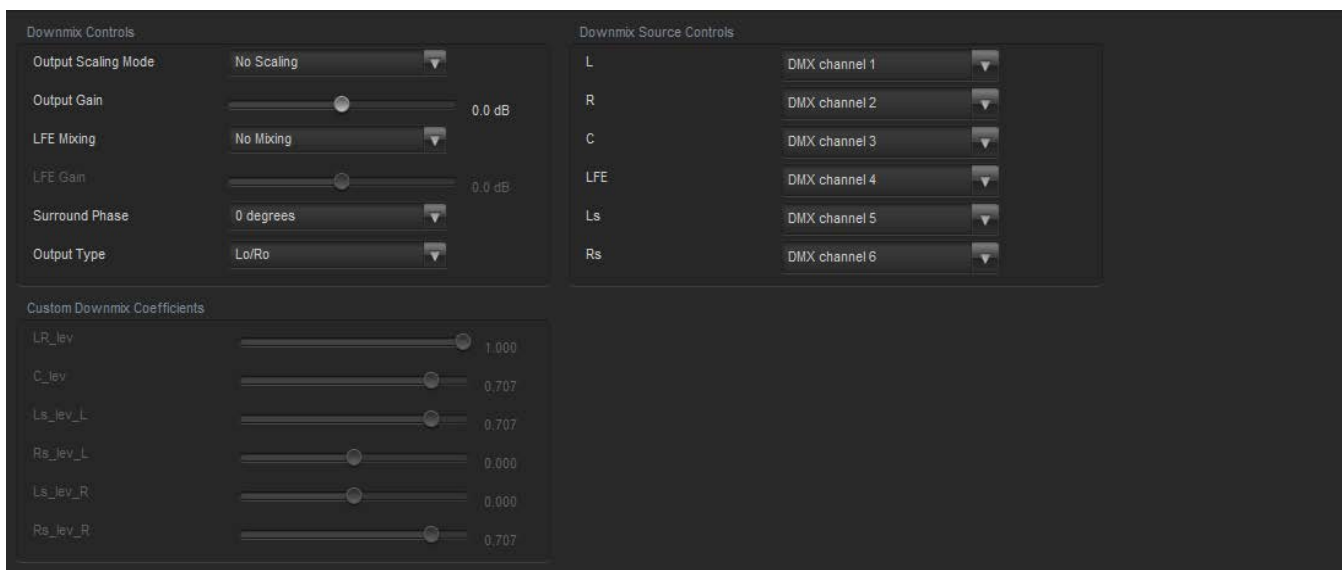 Downmix Controls
Output Scaling Mode No Scaling
Output Gain 0.0 dB
LFE Mixing No Mixing
LFE Gain 0.0 dB
Surround Phase 0 degrees
Output Type Lo/Ro
Downmix Source Controls
L DMX channel 1
R DMX channel 2
C DMX channel 3
LFE DMX channel 4
Ls DMX channel 5
Rs DMX channel 6
Custom Downmix Coefficients
LR_lev 1.000
C_lev 0.707
Ls_lev_L 0.707
Rs_lev_L 0.000
Ls_lev_R 0.000
Rs_lev_R 0.707